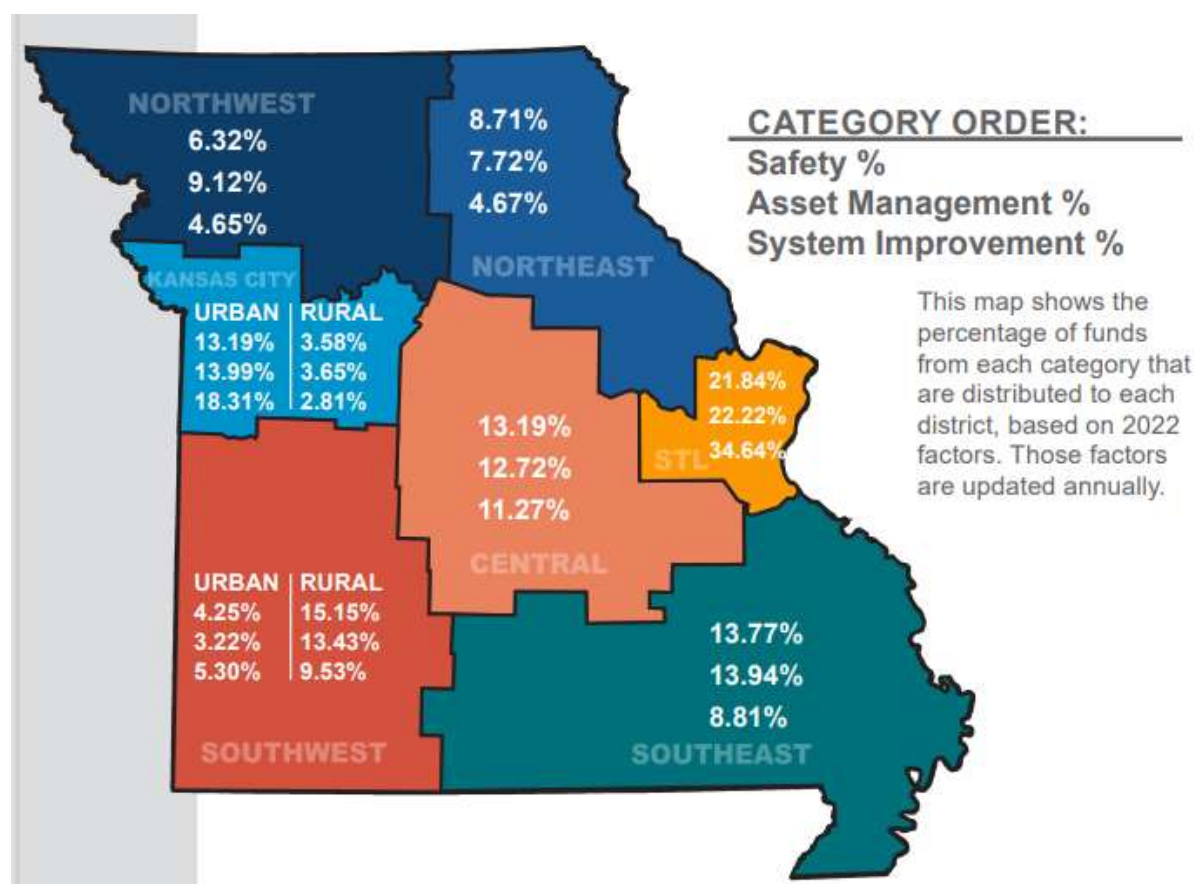 NORTHWEST
6.32%
9.12%
4.65%
8.71%
7.72%
4.67%
NORTHEAST
CATEGORY ORDER:
Safety %
Asset Management %
System Improvement %
This map shows the
percentage of funds
from each category that
are distributed to each
district, based on 2022
factors. Those factors
are updated annually.
KANSAS CITY
URBAN RURAL
13.19% 3.58%
13.99% 3.65%
18.31% 2.81%
13.19%
12.72%
11.27%
CENTRAL
21.84%
22.22%
34.64%
STL
URBAN RURAL
4.25% 15.15%
3.22% 13.43%
5.30% 9.53%
SOUTHWEST
13.77%
13.94%
8.81%
SOUTHEAST